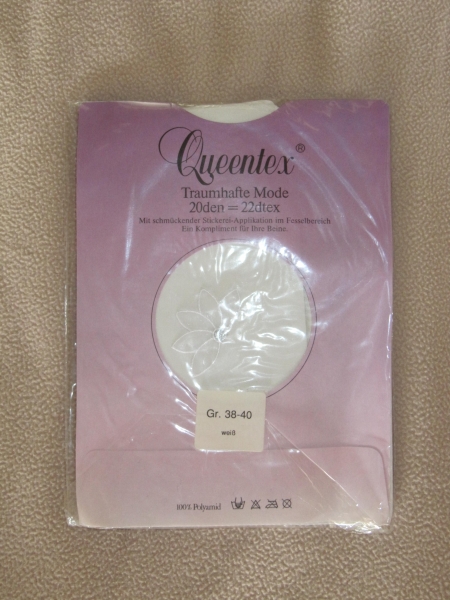 Queentex®
Traumhafte Mode
20den = 22dtex
Mit schmückender Stickerei-Applikation im Fesselbereich
Ein Kompliment für Ihre Beine.
Gr. 38-40
weiß
100% Polyamid